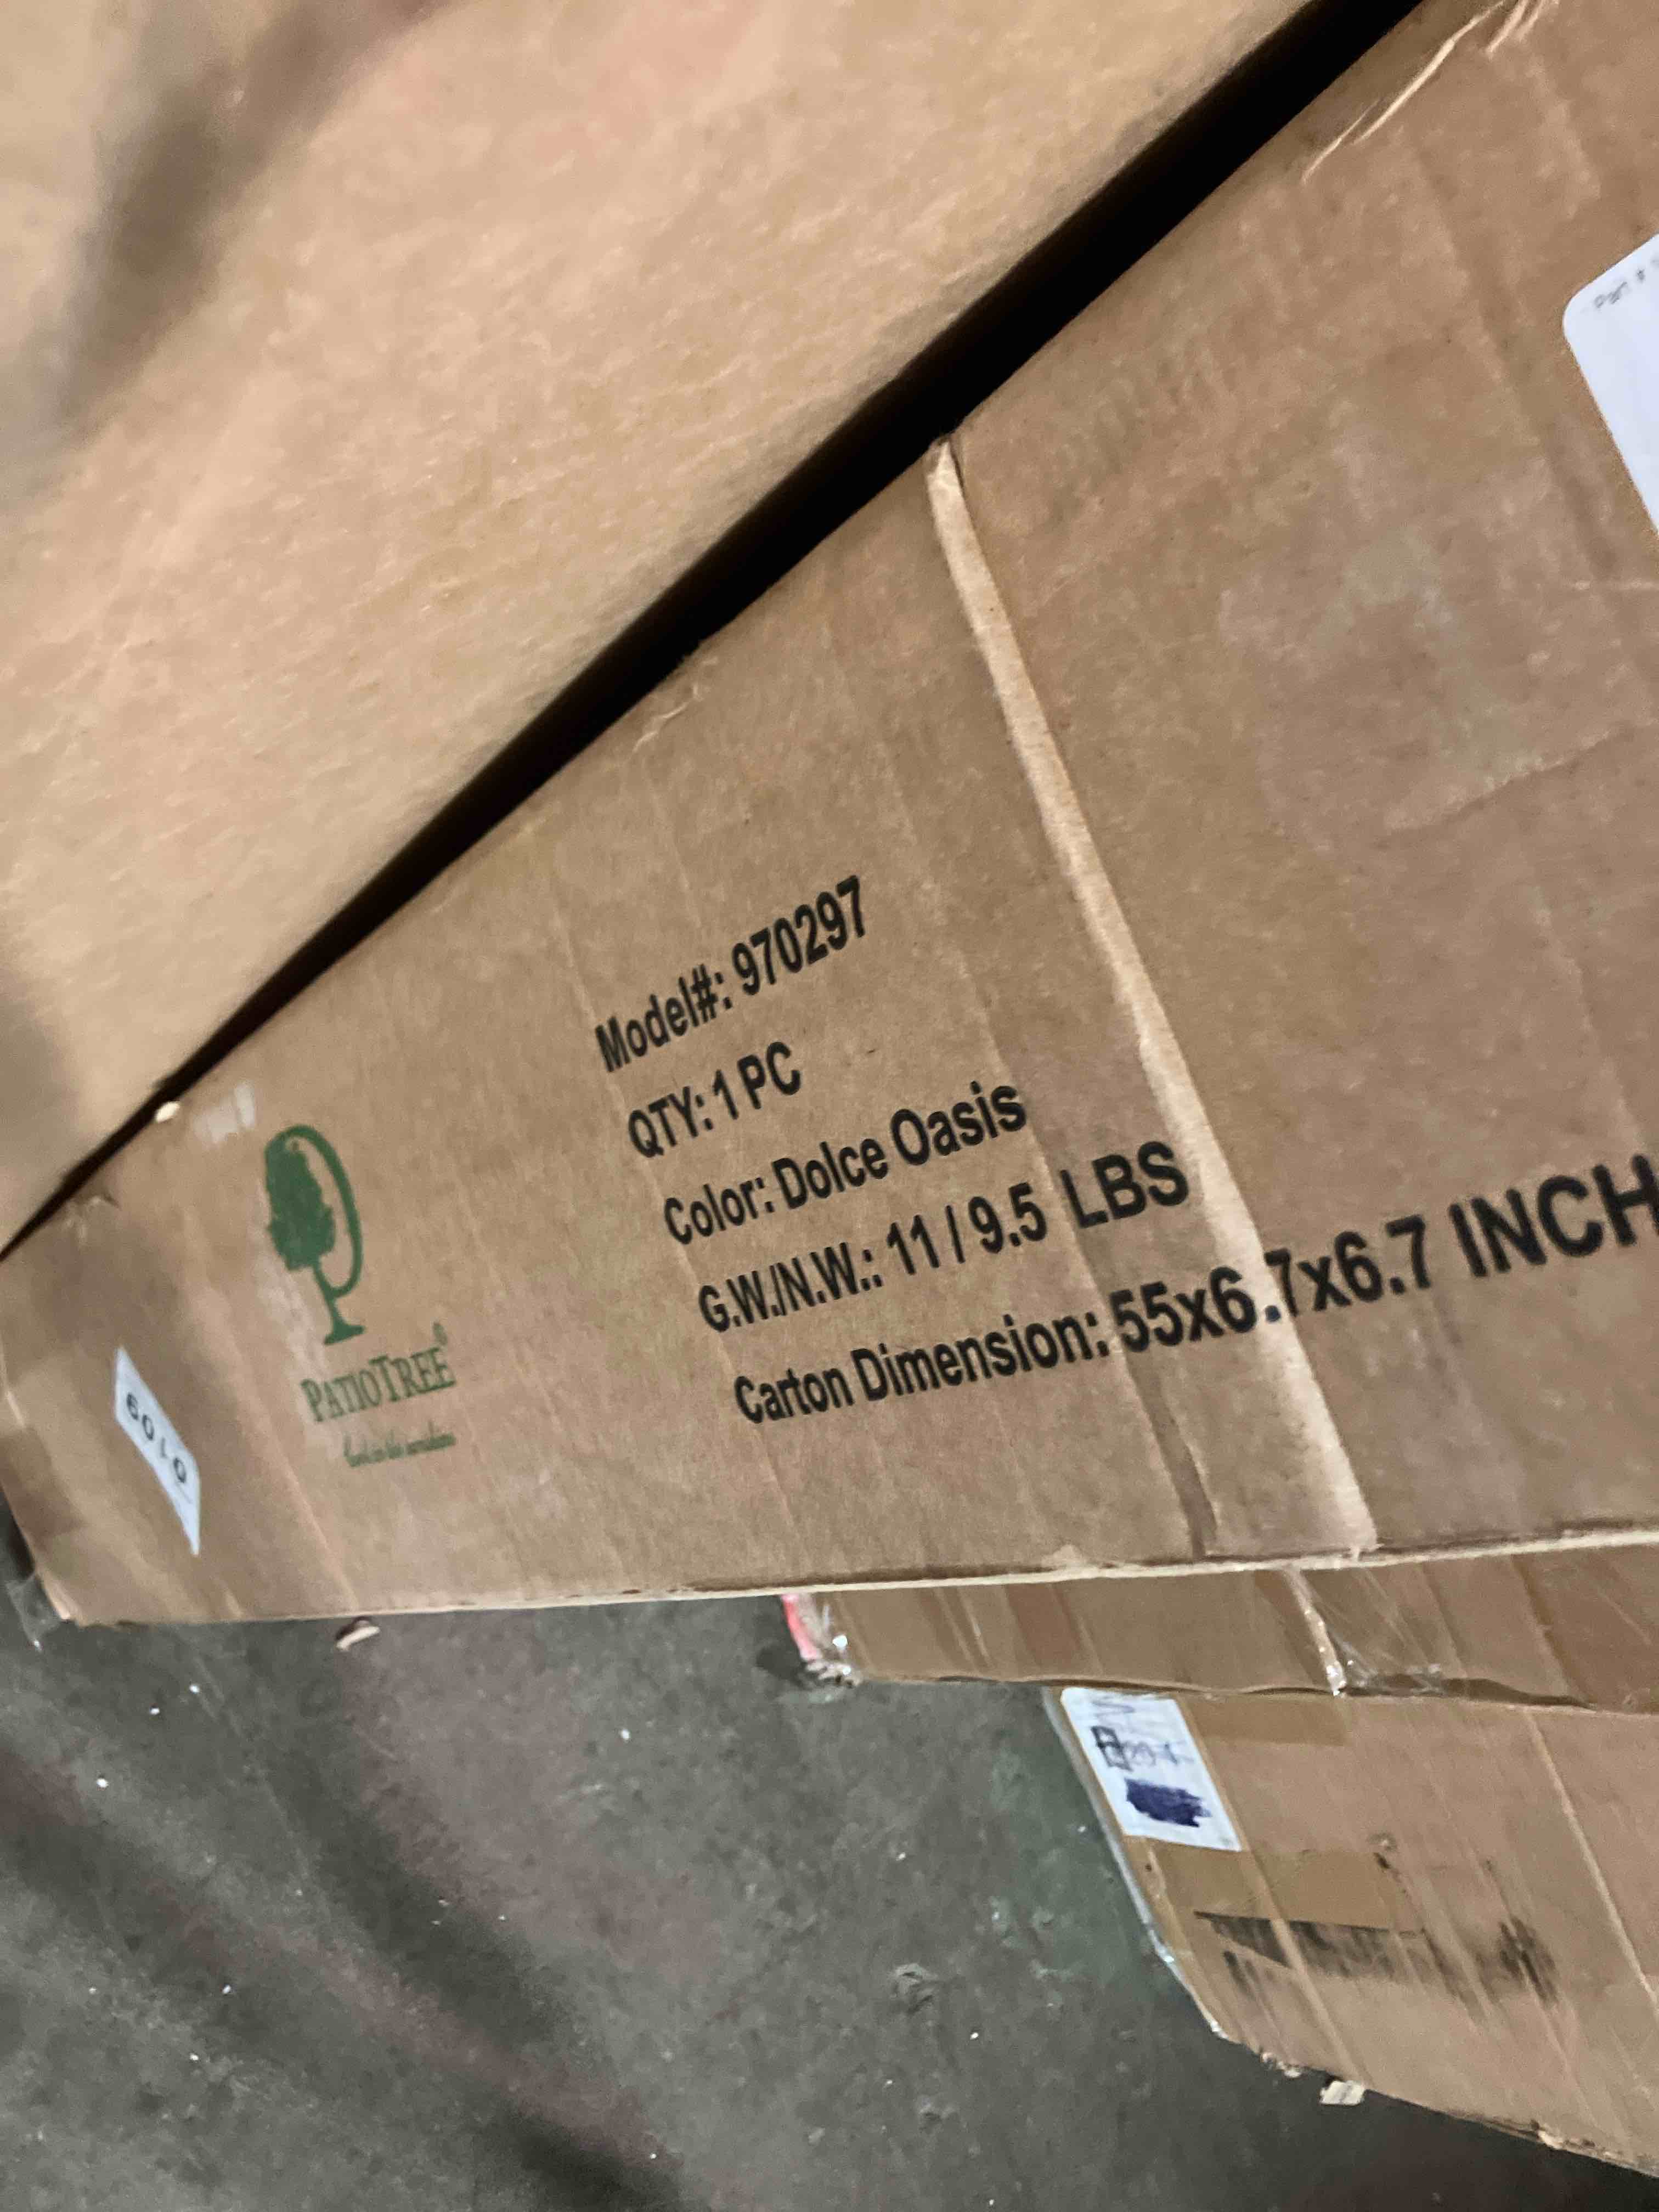 Part #
Model#: 970297
QTY: 1 PC
Color: Dolce Oasis
G.W./N.W.: 11 / 9.5 LBS
Carton Dimension: 55x6.7x6.7 INCH
PATIOTREE®